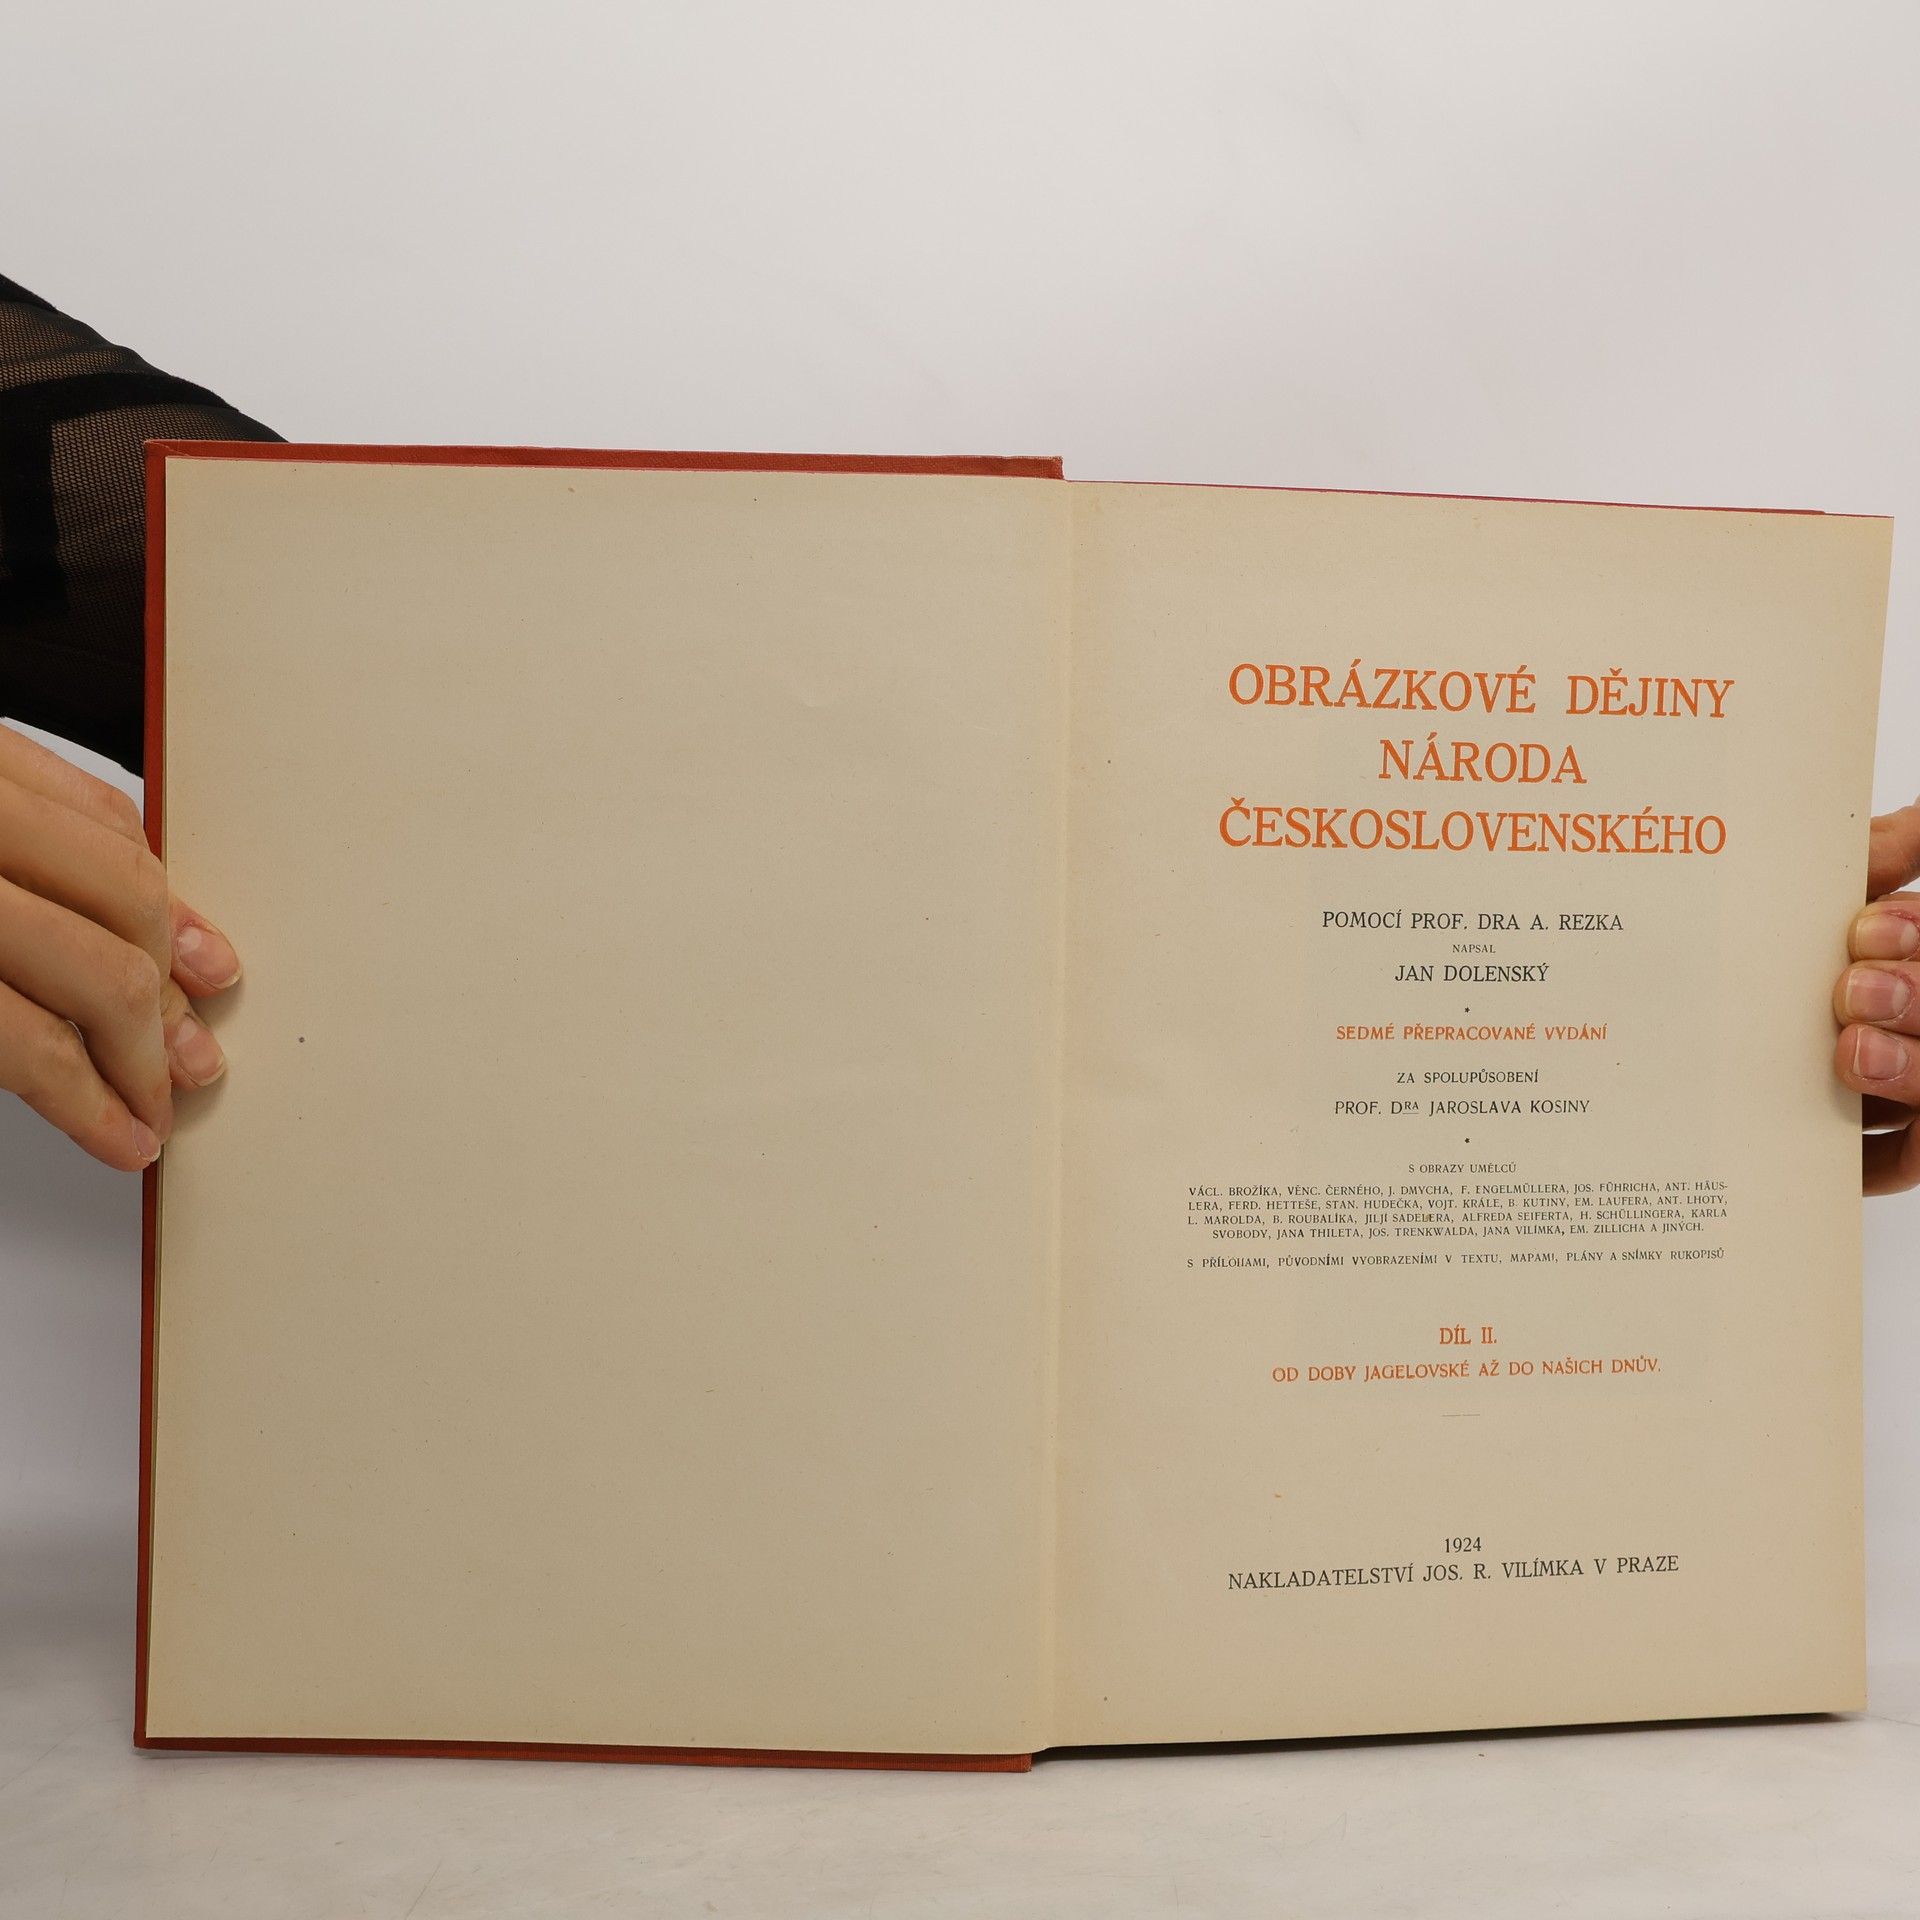 OBRÁZKOVÉ DĚJINY
NÁRODA
ČESKOSLOVENSKÉHO
POMOCÍ PROF. DRA A. REZKA
NAPSAL
JAN DOLENSKÝ
*
SEDMÉ PŘEPRACOVANÉ VYDÁNÍ
ZA SPOLUPŮSOBENÍ
PROF. DRA JAROSLAVA KOSINY
*
S OBRAZY UMĚLCŮ
VÁCL. BROŽÍKA, VĚNC. ČERNÉHO, J. DMYCHA, F. ENGELMÜLLERA, JOS. FÜHRICHA, ANT. HÄUS-
LERA, FERD. HETTEŠE, STAN. HUDEČKA, VOJT. KRÁLE, B. KUTINY, EM. LAUFERA, ANT. LHOTY,
L. MAROLDA, B. ROUBALÍKA, JILJÍ SADELERA, ALFREDA SEIFERTA, H. SCHÜLLINGERA, KARLA
SVOBODY, JANA THILETA, JOS. TRENKWALDA, JANA VILÍMKA, EM. ZILLICHA A JINÝCH.
S PŘÍLOHAMI, PŮVODNÍMI VYOBRAZENÍMI V TEXTU, MAPAMI, PLÁNY A SNÍMKY RUKOPISŮ
DÍL II.
OD DOBY JAGELOVSKÉ AŽ DO NAŠICH DNŮV.
1924
NAKLADATELSTVÍ JOS. R. VILÍMKA V PRAZE